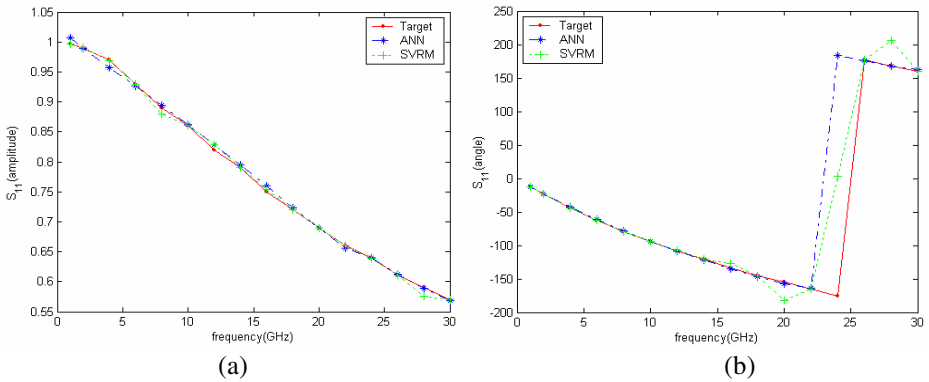 1.05
1
0.95
0.9
0.85
0.8
0.75
0.7
0.65
0.6
0.55
S11(amplitude)
0 5 10 15 20 25 30
frequency(GHz)
Target
ANN
SVRM
(a)
250
200
150
100
50
0
-50
-100
-150
-200
S11(angle)
0 5 10 15 20 25 30
frequency(GHz)
Target
ANN
SVRM
(b)